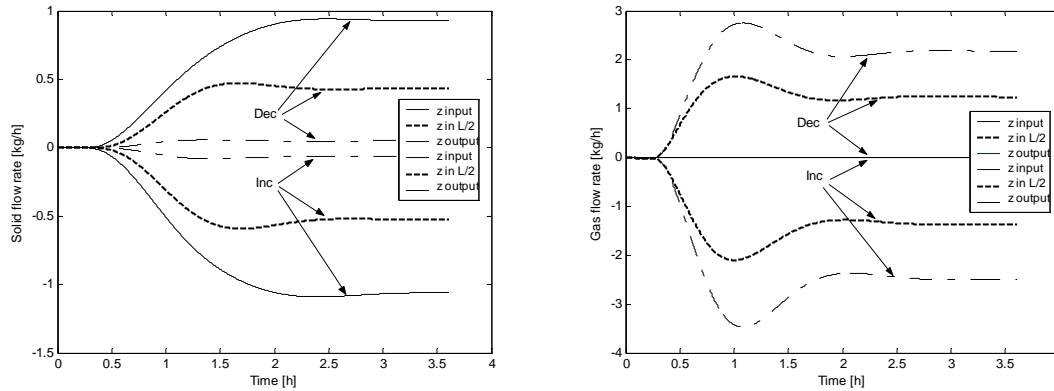 1
0.5
0
-0.5
-1
-1.5
Solid flow rate [kg/h]
Dec
Inc
z input
z in L/2
z output
z input
z in L/2
z output
0 0.5 1 1.5 2 2.5 3 3.5 4
Time [h]
3
2
1
0
-1
-2
-3
-4
Gas flow rate [kg/h]
Dec
Inc
z input
z in L/2
z output
z input
z in L/2
z output
0 0.5 1 1.5 2 2.5 3 3.5
Time [h]